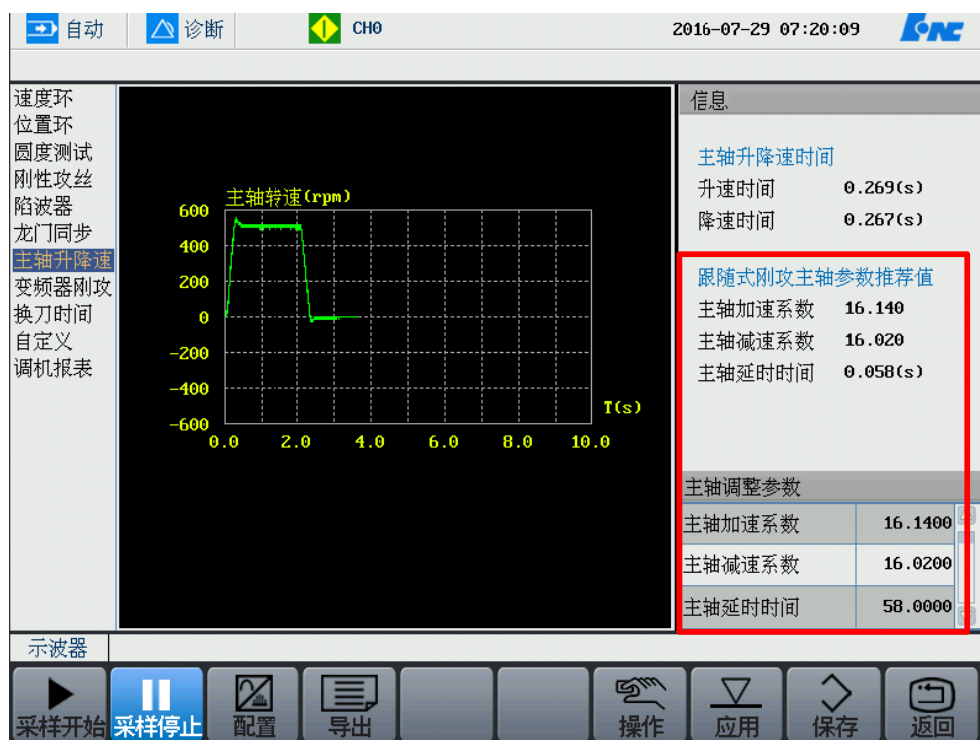 自动 诊断 CH0 2016-07-29 07:20:09 HNC
速度环
位置环
圆度测试
刚性攻丝
陷波器
龙门同步
主轴升降速
变频器刚攻
换刀时间
自定义
调机报表
主轴转速(rpm)
600
400
200
0
-200
-400
-600
T(s)
0.0 2.0 4.0 6.0 8.0 10.0
信息
主轴升降速时间
升速时间 0.269(s)
降速时间 0.267(s)
跟随式刚攻主轴参数推荐值
主轴加速系数 16.140
主轴减速系数 16.020
主轴延时时间 0.058(s)
主轴调整参数
主轴加速系数 16.1400
主轴减速系数 16.0200
主轴延时时间 58.0000
示波器
采样开始 采样停止 配置 导出 操作 应用 保存 返回